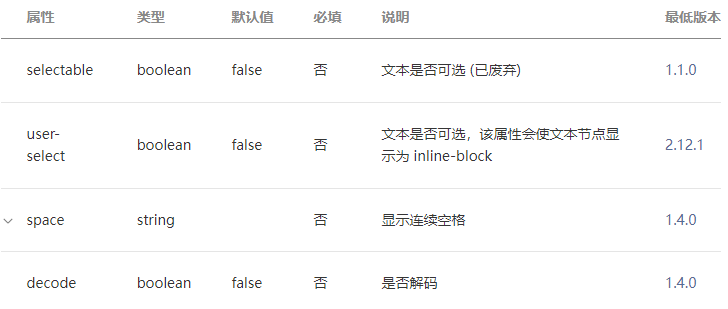 属性 类型 默认值 必填 说明 最低版本
selectable boolean false 否 文本是否可选 (已废弃) 1.1.0
user-
select boolean false 否 文本是否可选，该属性会使文本节点显
示为 inline-block 2.12.1
space string 否 显示连续空格 1.4.0
decode boolean false 否 是否解码 1.4.0